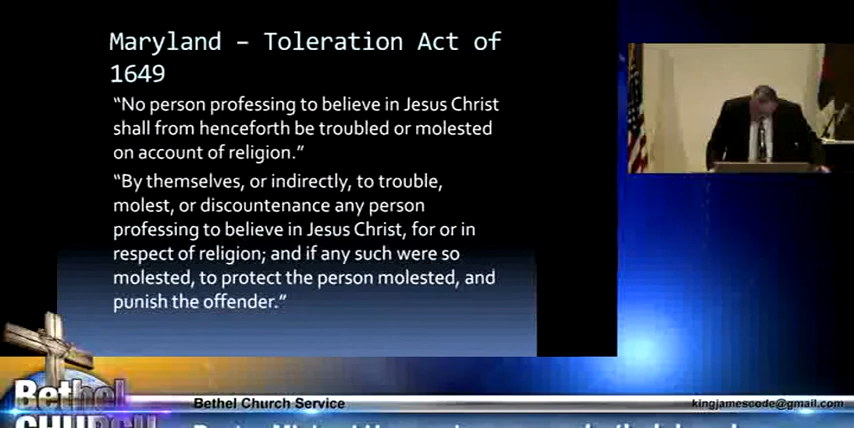 Maryland – Toleration Act of
1649
“No person professing to believe in Jesus Christ
shall from henceforth be troubled or molested
on account of religion.”
“By themselves, or indirectly, to trouble,
molest, or discountenance any person
professing to believe in Jesus Christ, for or in
respect of religion; and if any such were so
molested, to protect the person molested, and
punish the offender.”
Bethel
CHURCH
Bethel Church Service
kingjamescode@gmail.com